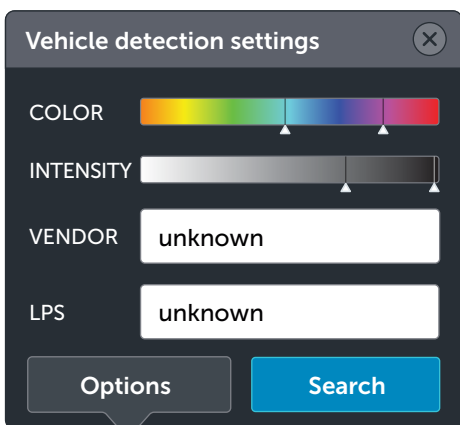 Vehicle detection settings
COLOR
INTENSITY
VENDOR unknown
LPS unknown
Options Search